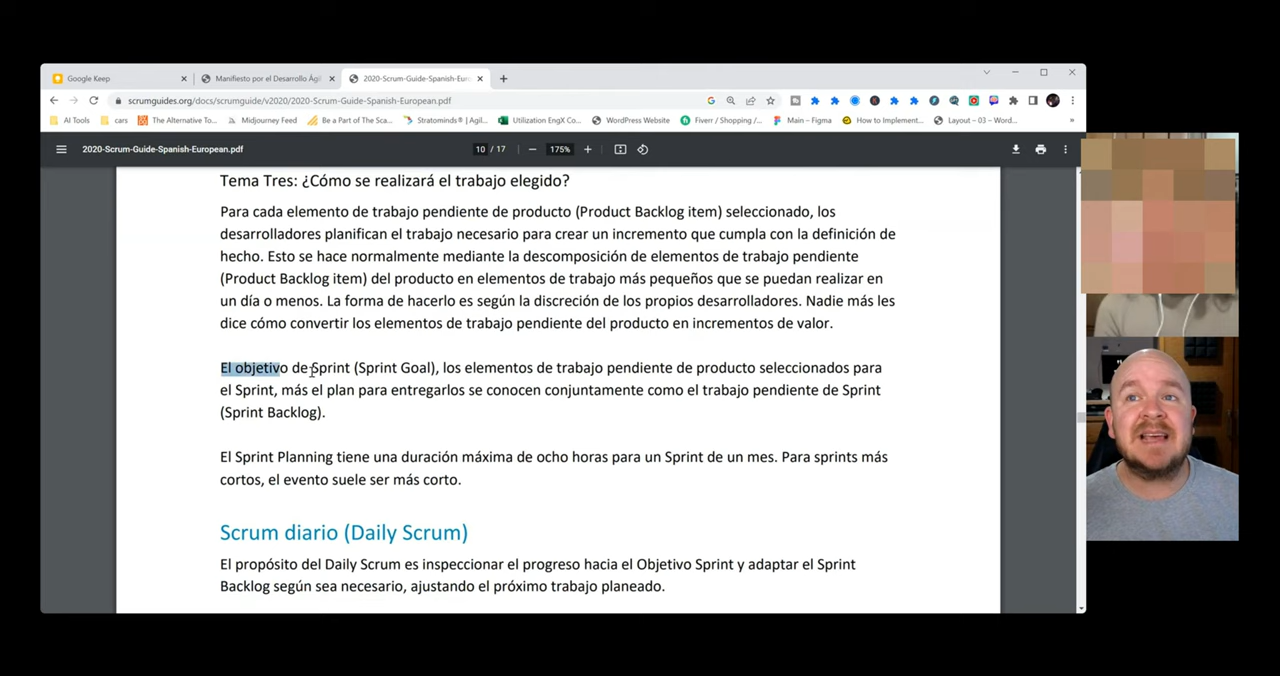 Google Keep
Manifiesto por el Desarrollo Ági
2020-Scrum-Guide-Spanish-Euro
scrumguides.org/docs/scrumguide/v2020/2020-Scrum-Guide-Spanish-European.pdf
AI Tools
cars
The Alternative To...
Midjourney Feed
Be a Part Of The Sca...
Stratominds® | Agil...
Utilization EngX Co...
WordPress Website
Fiverr / Shopping /...
Main – Figma
How to Implement...
Layout – 03 – Word...
2020-Scrum-Guide-Spanish-European.pdf
10 / 17
175%
Tema Tres: ¿Cómo se realizará el trabajo elegido?
Para cada elemento de trabajo pendiente de producto (Product Backlog item) seleccionado, los
desarrolladores planifican el trabajo necesario para crear un incremento que cumpla con la definición de
hecho. Esto se hace normalmente mediante la descomposición de elementos de trabajo pendiente
(Product Backlog item) del producto en elementos de trabajo más pequeños que se puedan realizar en
un día o menos. La forma de hacerlo es según la discreción de los propios desarrolladores. Nadie más les
dice cómo convertir los elementos de trabajo pendiente del producto en incrementos de valor.
El objetivo de Sprint (Sprint Goal), los elementos de trabajo pendiente de producto seleccionados para
el Sprint, más el plan para entregarlos se conocen conjuntamente como el trabajo pendiente de Sprint
(Sprint Backlog).
El Sprint Planning tiene una duración máxima de ocho horas para un Sprint de un mes. Para sprints más
cortos, el evento suele ser más corto.
Scrum diario (Daily Scrum)
El propósito del Daily Scrum es inspeccionar el progreso hacia el Objetivo Sprint y adaptar el Sprint
Backlog según sea necesario, ajustando el próximo trabajo planeado.